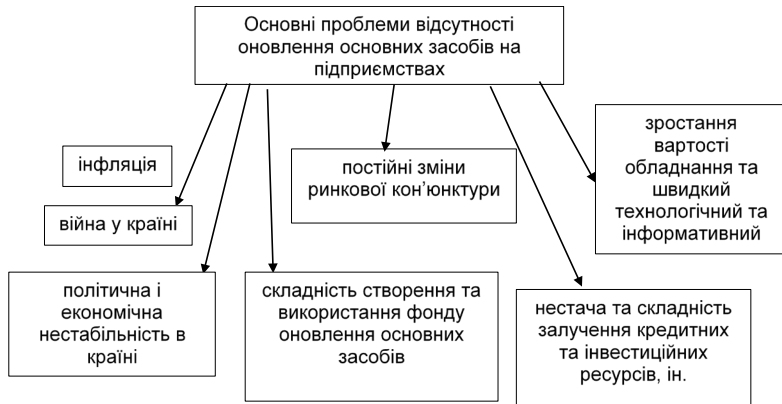 Основні проблеми відсутності
оновлення основних засобів на
підприємствах
інфляція
війна у країні
політична і
економічна
нестабільність в
країні
складність створення та
використання фонду
оновлення основних
засобів
постійні зміни
ринкової кон’юнктури
нестача та складність
залучення кредитних
та інвестиційних
ресурсів, ін.
зростання
вартості
обладнання та
швидкий
технологічний та
інформативний